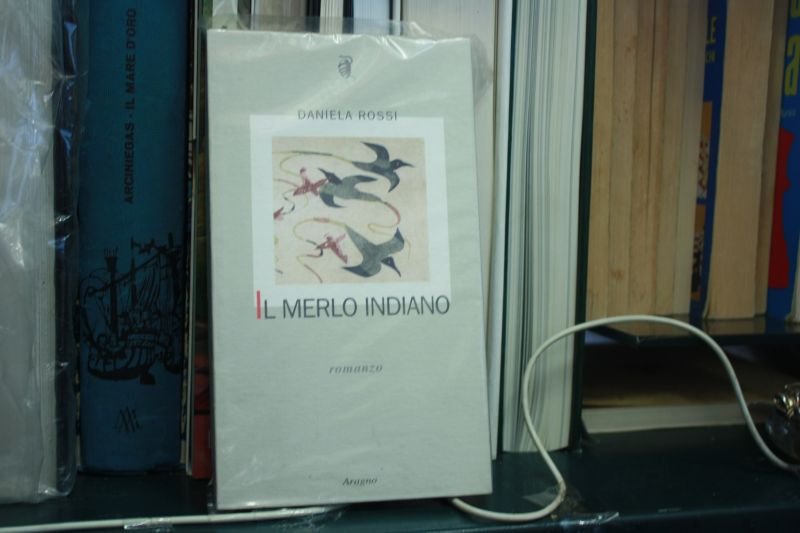 ARCINIEGAS - IL MARE D'ORO
DANIELA ROSSI
IL MERLO INDIANO
romanzo
Aragno